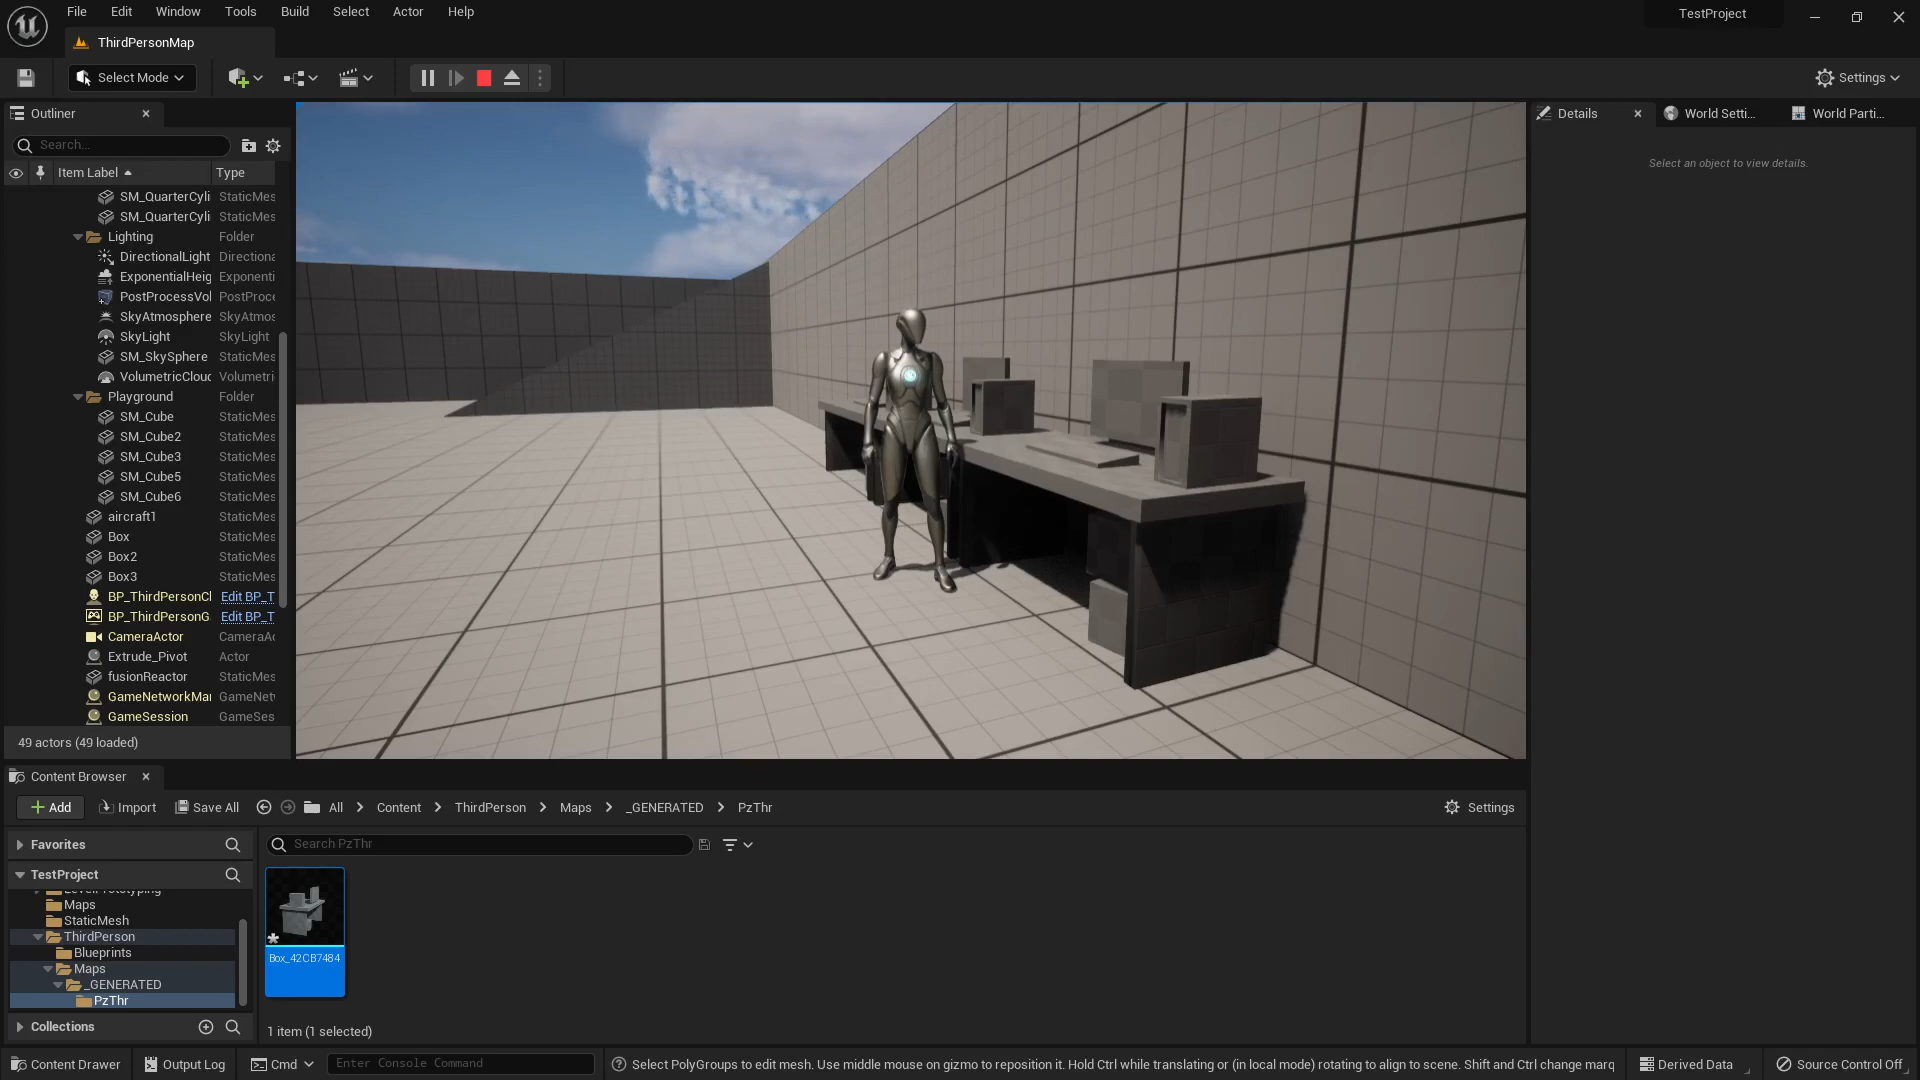 File Edit Window Tools Build Select Actor Help
TestProject
ThirdPersonMap
Select Mode
Settings
Outliner
Details
World Setti...
World Parti...
Search...
Item Label
Type
Select an object to view details.
SM_QuarterCyli StaticMes
SM_QuarterCyli StaticMes
Lighting Folder
DirectionalLight Directiona
ExponentialHeig Exponenti
PostProcessVol PostProce
SkyAtmosphere SkyAtmos
SkyLight SkyLight
SM_SkySphere StaticMes
VolumetricCloud Volumetri
Playground Folder
SM_Cube StaticMes
SM_Cube2 StaticMes
SM_Cube3 StaticMes
SM_Cube5 StaticMes
SM_Cube6 StaticMes
aircraft1 StaticMes
Box StaticMes
Box2 StaticMes
Box3 StaticMes
BP_ThirdPersonCl Edit BP_T
BP_ThirdPersonG Edit BP_T
CameraActor CameraAc
Extrude_Pivot Actor
fusionReactor StaticMes
GameNetworkMai GameNetv
GameSession GameSes
49 actors (49 loaded)
Content Browser
Add Import Save All All Content ThirdPerson Maps _GENERATED PzThr Settings
Favorites
Search PzThr
TestProject
LevelPrototyping
Maps
StaticMesh
ThirdPerson
Blueprints
Maps
_GENERATED
PzThr
Box_42CB7484
Collections
1 item (1 selected)
Content Drawer Output Log Cmd Enter Console Command Select PolyGroups to edit mesh. Use middle mouse on gizmo to reposition it. Hold Ctrl while translating or (in local mode) rotating to align to scene. Shift and Ctrl change marq Derived Data Source Control Off